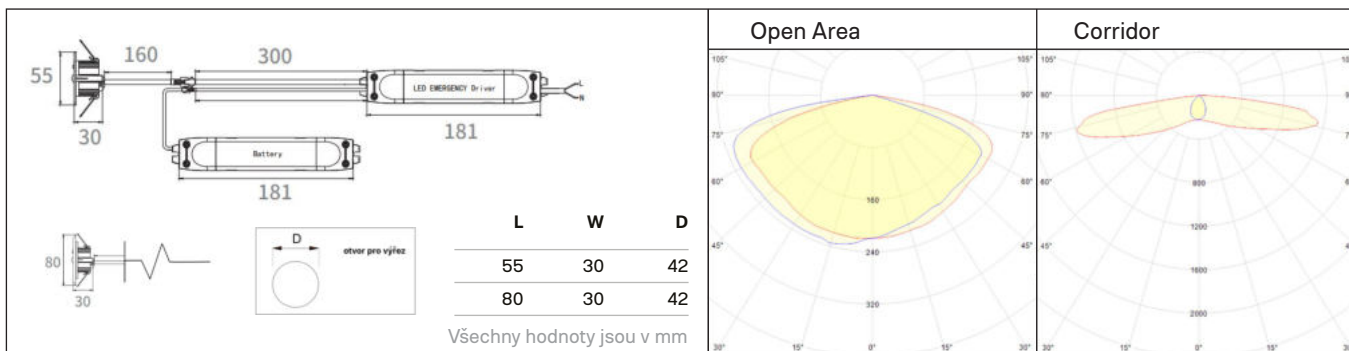 55
160
300
LED EMERGENCY Driver
L
N
30
181
Battery
181
80
30
D
otvor pro výřez
L W D
55 30 42
80 30 42
Všechny hodnoty jsou v mm
Open Area
105°
90°
75°
60°
45°
30° 15° 0° 15° 30°
160
240
320
Corridor
105° 105°
90° 90°
75° 75°
60° 60°
45° 45°
30° 15° 0° 15° 30°
800
1200
1600
2000